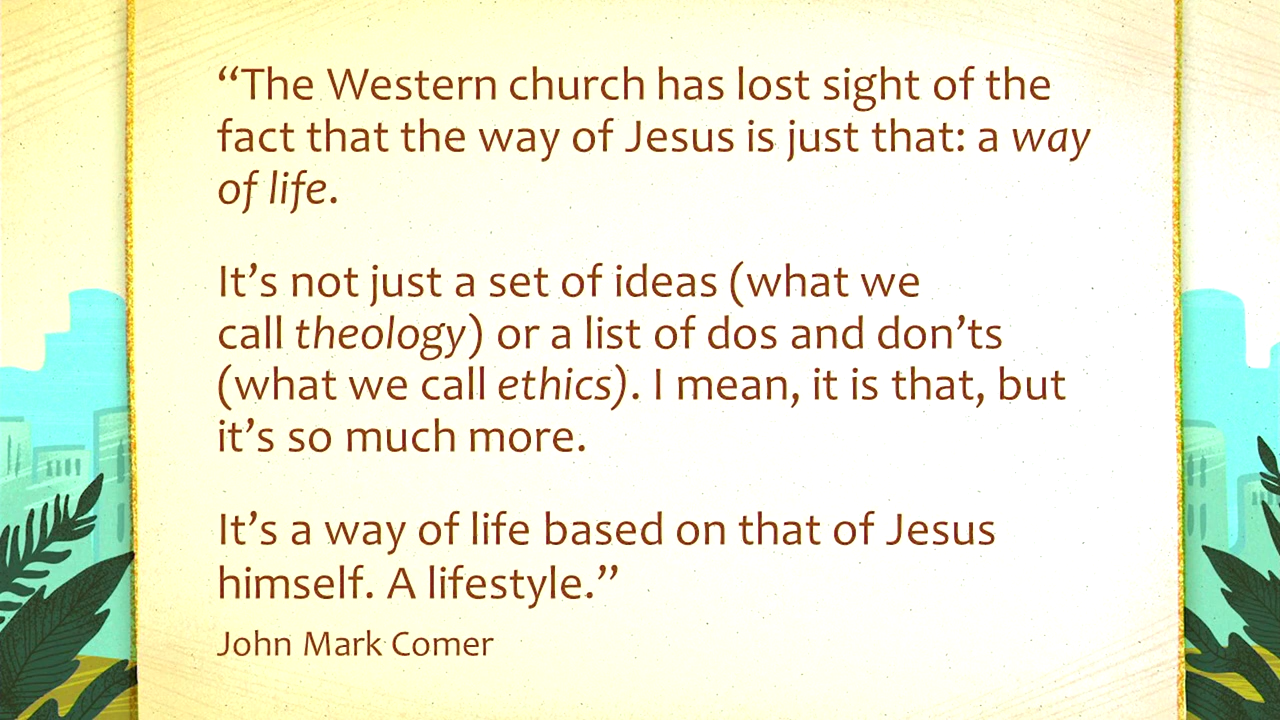 “The Western church has lost sight of the
fact that the way of Jesus is just that: a way
of life.
It’s not just a set of ideas (what we
call theology) or a list of dos and don’ts
(what we call ethics). I mean, it is that, but
it’s so much more.
It’s a way of life based on that of Jesus
himself. A lifestyle.”
John Mark Comer